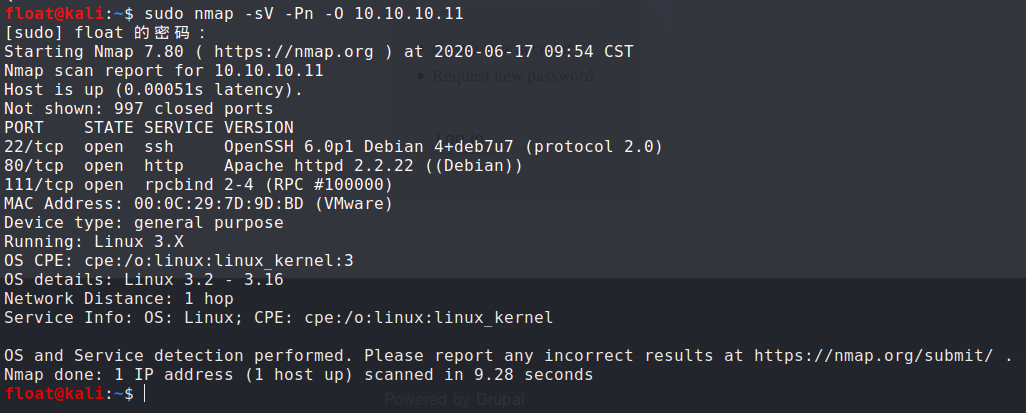 float@kali:~$ sudo nmap -sV -Pn -O 10.10.10.11
[sudo] float 的密码：
Starting Nmap 7.80 ( https://nmap.org ) at 2020-06-17 09:54 CST
Nmap scan report for 10.10.10.11
Request new password
Host is up (0.00051s latency).
Not shown: 997 closed ports
PORT    STATE SERVICE VERSION
Log in
22/tcp  open  ssh     OpenSSH 6.0p1 Debian 4+deb7u7 (protocol 2.0)
80/tcp  open  http    Apache httpd 2.2.22 ((Debian))
111/tcp open  rpcbind 2-4 (RPC #100000)
MAC Address: 00:0C:29:7D:9D:BD (VMware)
Device type: general purpose
Running: Linux 3.X
OS CPE: cpe:/o:linux:linux_kernel:3
OS details: Linux 3.2 - 3.16
Network Distance: 1 hop
Service Info: OS: Linux; CPE: cpe:/o:linux:linux_kernel
OS and Service detection performed. Please report any incorrect results at https://nmap.org/submit/ .
Nmap done: 1 IP address (1 host up) scanned in 9.28 seconds
float@kali:~$
Powered by Drupal